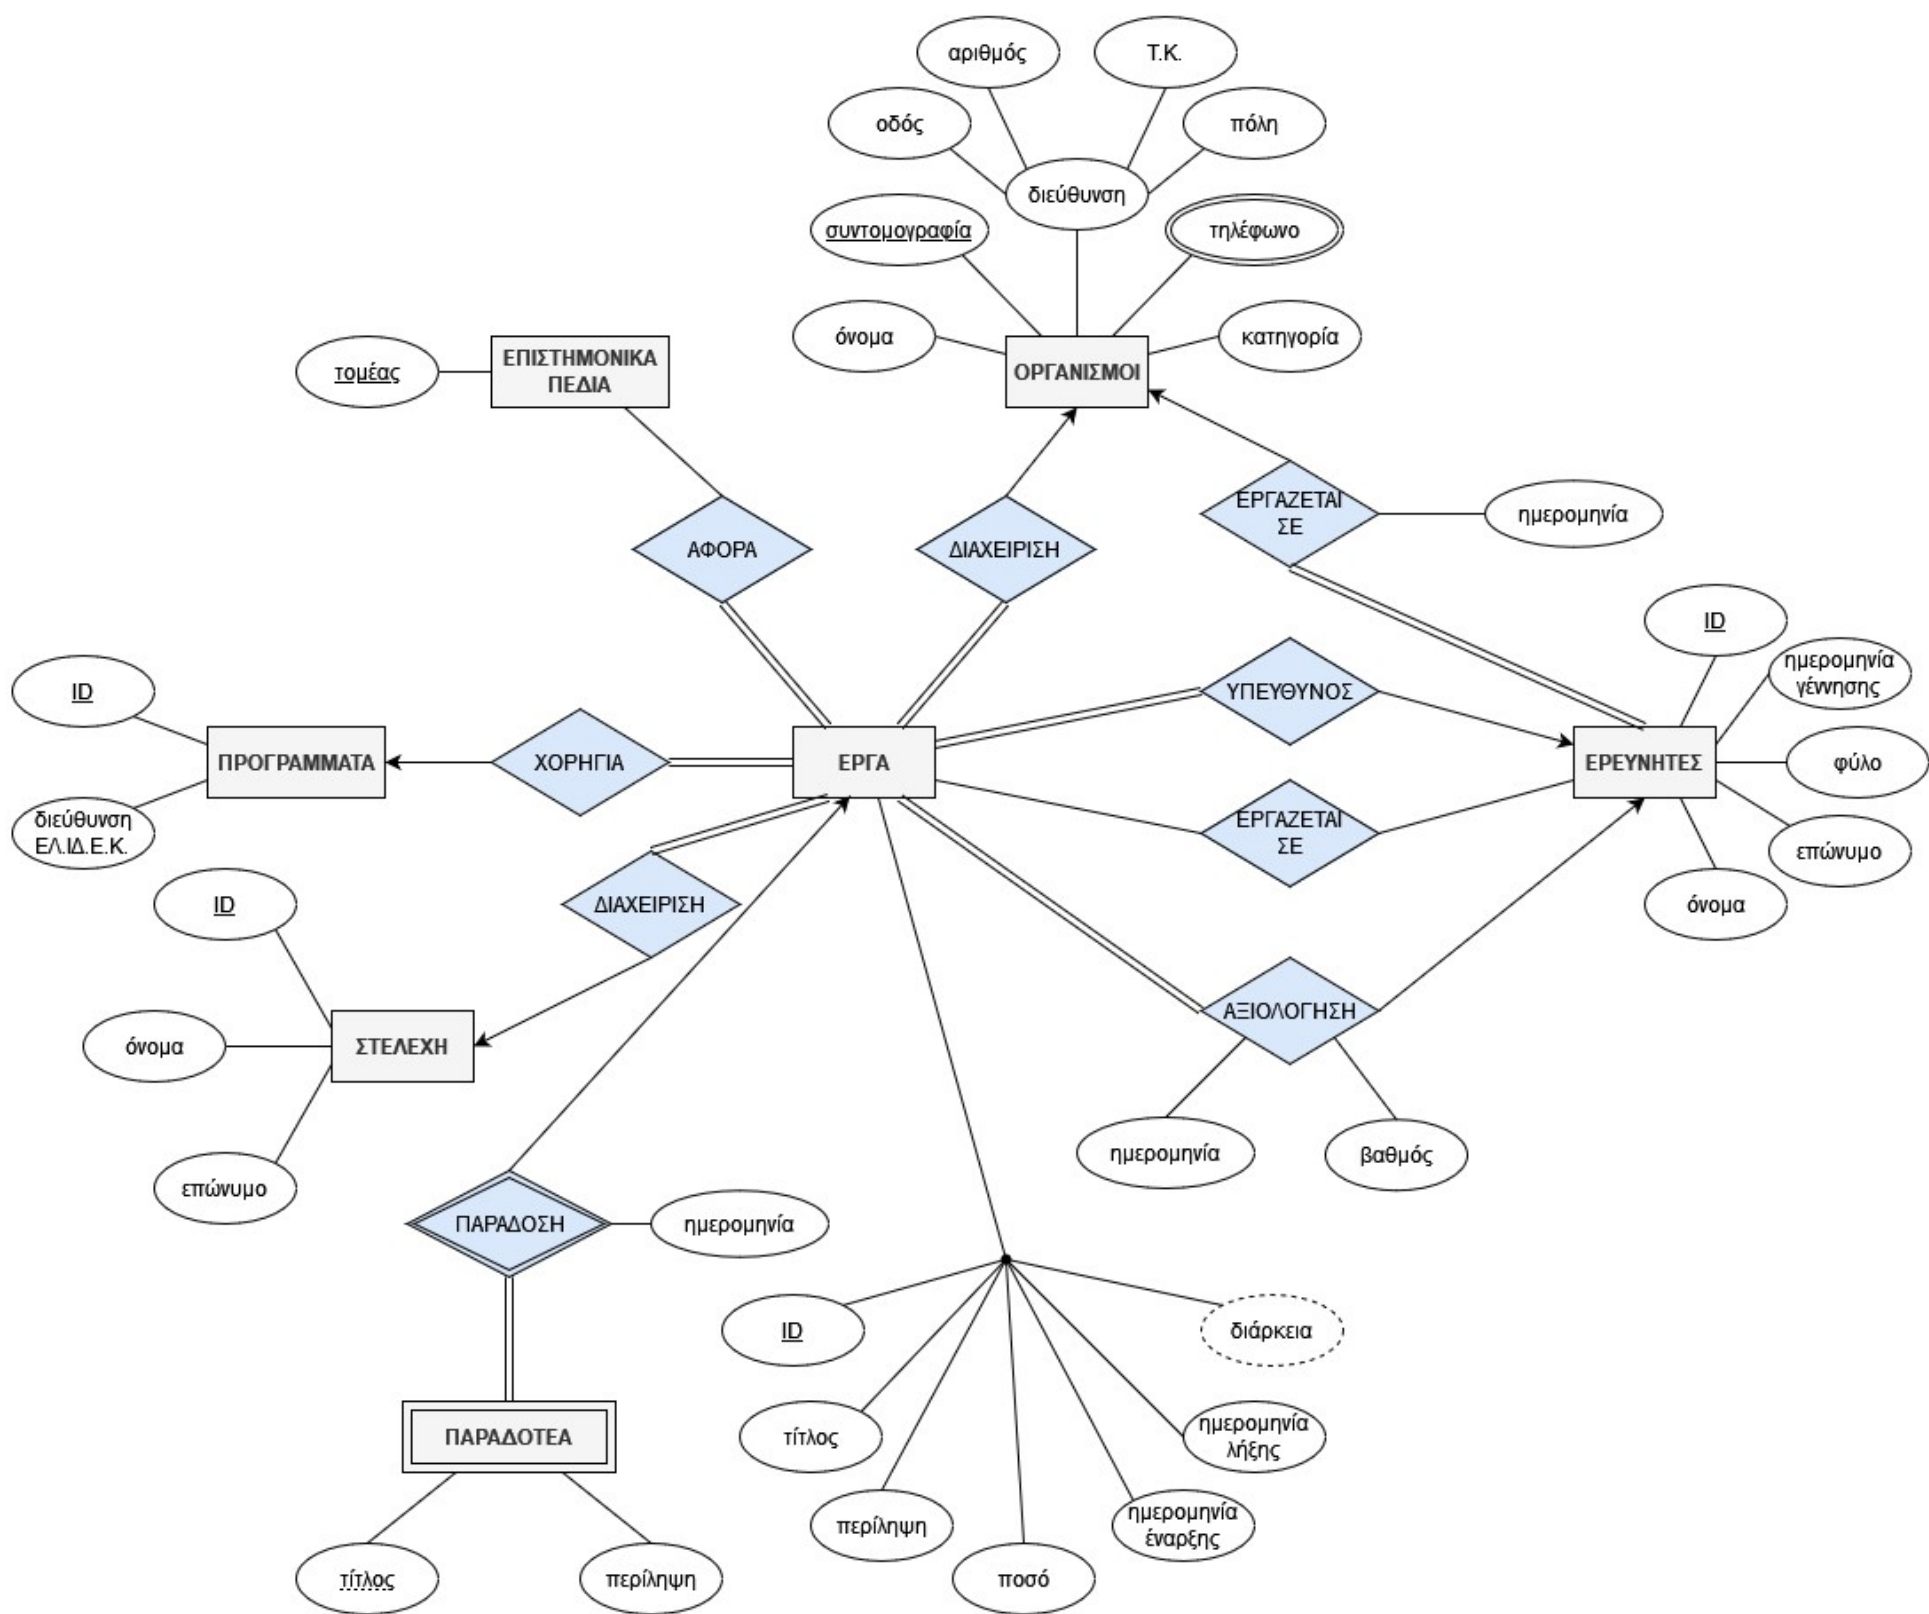 αριθμός
Τ.Κ.
οδός
πόλη
διεύθυνση
συντομογραφία
τηλέφωνο
όνομα
κατηγορία
ΟΡΓΑΝΙΣΜΟΙ
τομέας
ΕΠΙΣΤΗΜΟΝΙΚΑ
ΠΕΔΙΑ
ΑΦΟΡΑ
ΔΙΑΧΕΙΡΙΣΗ
ΕΡΓΑΖΕΤΑΙ
ΣΕ
ημερομηνία
ID
ημερομηνία
γέννησης
φύλο
επώνυμο
όνομα
ΕΡΕΥΝΗΤΕΣ
ID
ΠΡΟΓΡΑΜΜΑΤΑ
διεύθυνση
ΕΛ.ΙΔ.Ε.Κ.
ΧΟΡΗΓΙΑ
ΕΡΓΑ
ΥΠΕΥΘΥΝΟΣ
ΕΡΓΑΖΕΤΑΙ
ΣΕ
ΔΙΑΧΕΙΡΙΣΗ
ID
όνομα
ΣΤΕΛΕΧΗ
επώνυμο
ΑΞΙΟΛΟΓΗΣΗ
ημερομηνία
βαθμός
ΠΑΡΑΔΟΣΗ
ημερομηνία
ΠΑΡΑΔΟΤΕΑ
τίτλος
περίληψη
ID
διάρκεια
τίτλος
ημερομηνία
λήξης
περίληψη
ημερομηνία
έναρξης
ποσό